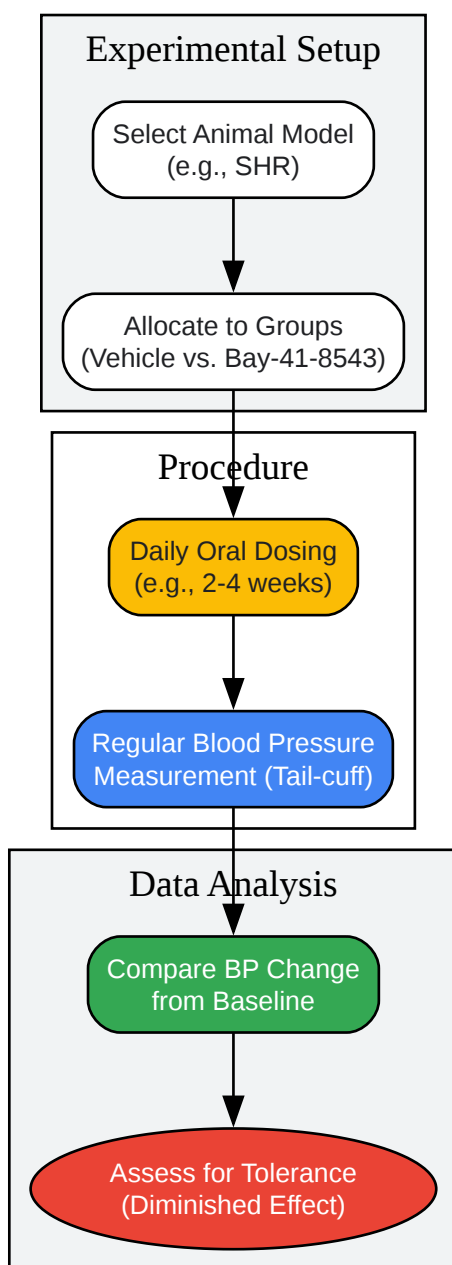 Experimental Setup
Select Animal Model
(e.g., SHR)
Allocate to Groups
(Vehicle vs. Bay-41-8543)
Procedure
Daily Oral Dosing
(e.g., 2-4 weeks)
Regular Blood Pressure
Measurement (Tail-cuff)
Data Analysis
Compare BP Change
from Baseline
Assess for Tolerance
(Diminished Effect)